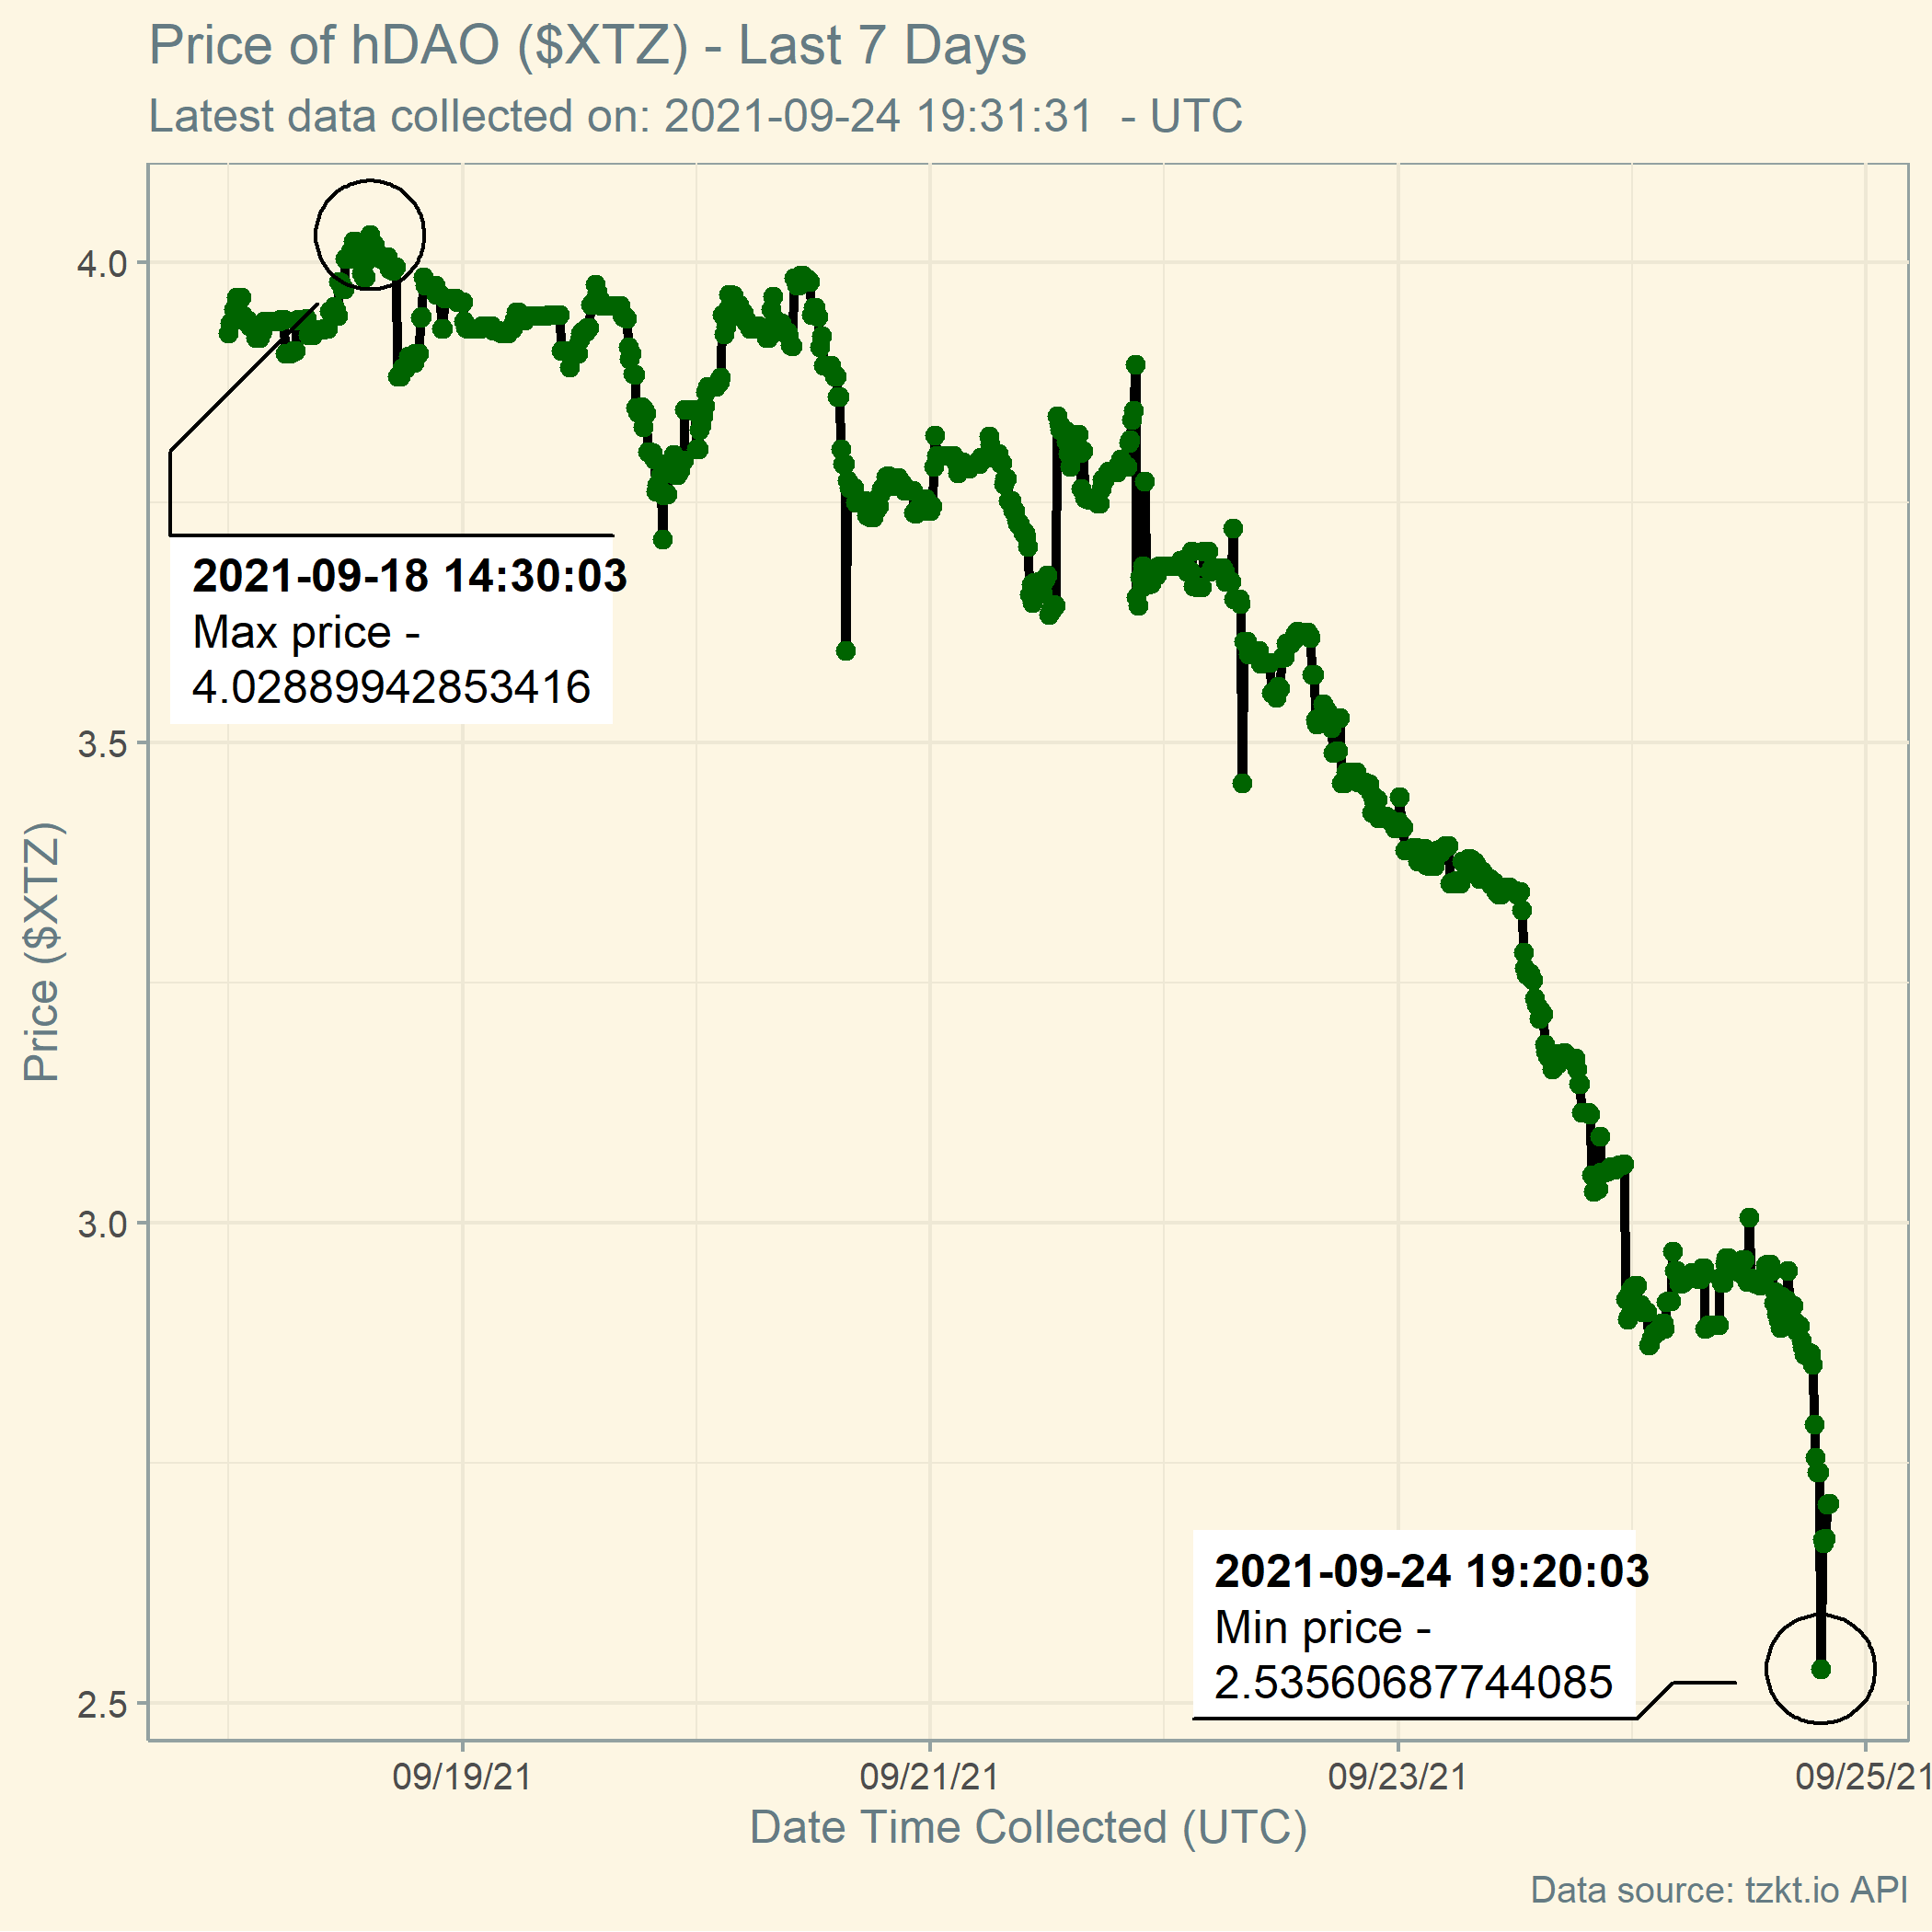 Price of hDAO ($XTZ) - Last 7 Days
Latest data collected on: 2021-09-24 19:31:31  - UTC
4.0
3.5
3.0
2.5
Price ($XTZ)
2021-09-18 14:30:03
Max price -
4.02889942853416
2021-09-24 19:20:03
Min price -
2.53560687744085
09/19/21
09/21/21
09/23/21
09/25/21
Date Time Collected (UTC)
Data source: tzkt.io API